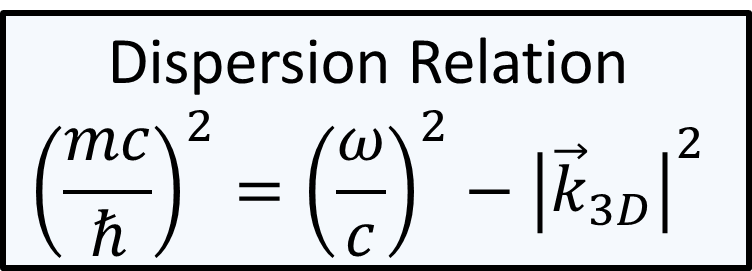 Dispersion Relation
(mc/ħ)² = (ω/c)² − |k⃗₃D|²